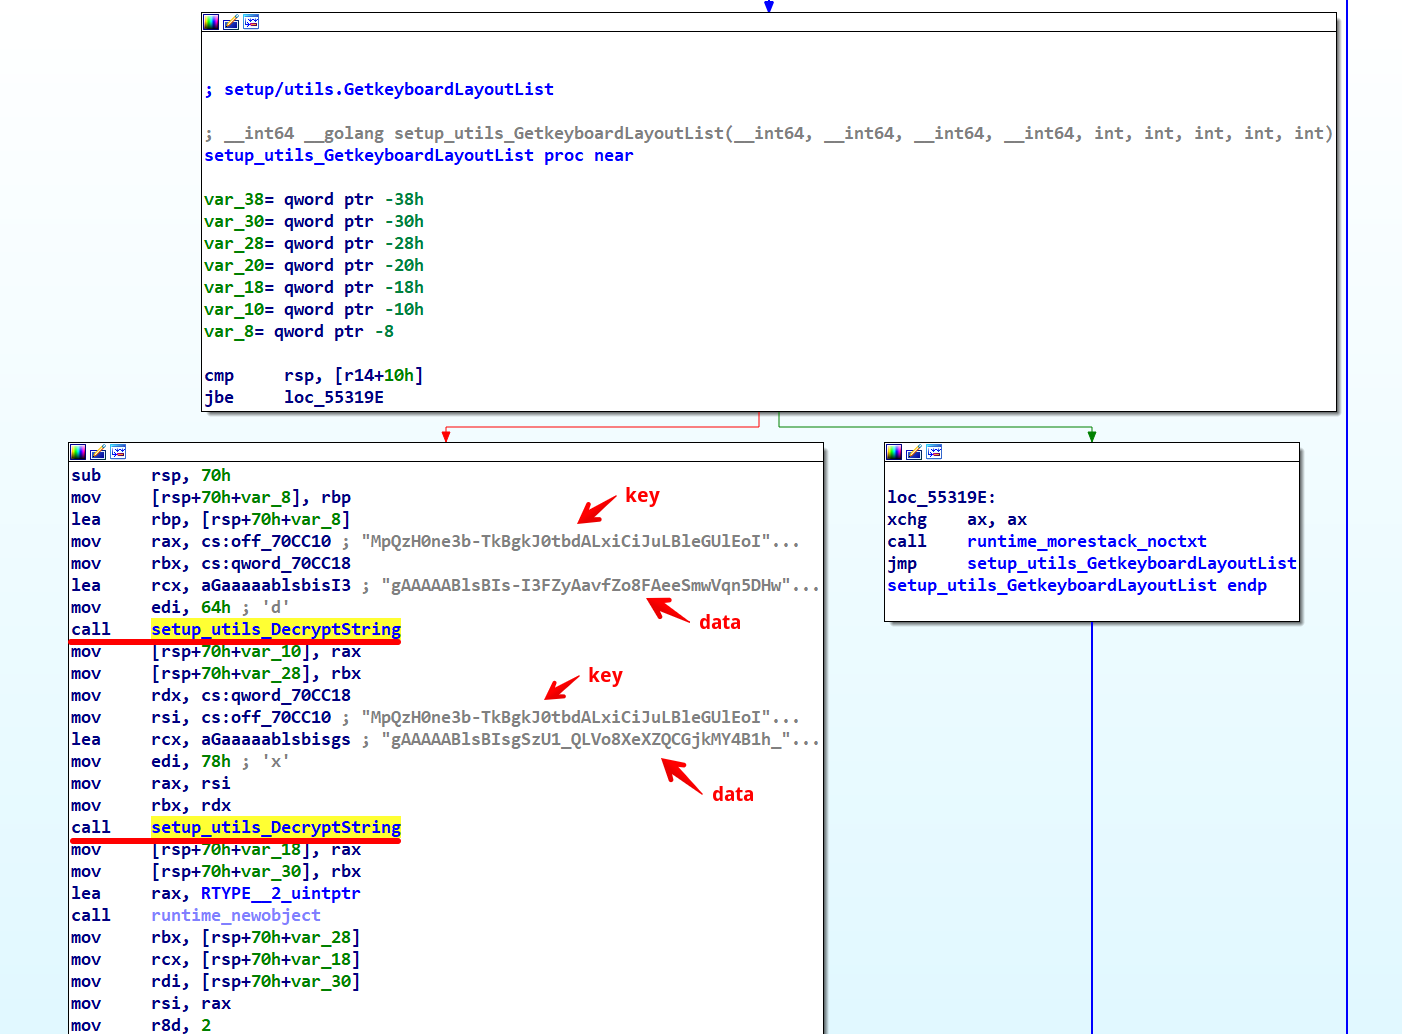 ; setup/utils.GetkeyboardLayoutList
; __int64 __golang setup_utils_GetkeyboardLayoutList(__int64, __int64, __int64, __int64, int, int, int, int, int)
setup_utils_GetkeyboardLayoutList proc near
var_38= qword ptr -38h
var_30= qword ptr -30h
var_28= qword ptr -28h
var_20= qword ptr -20h
var_18= qword ptr -18h
var_10= qword ptr -10h
var_8= qword ptr -8
cmp rsp, [r14+10h]
jbe loc_55319E
sub rsp, 70h
mov [rsp+70h+var_8], rbp
key
lea rbp, [rsp+70h+var_8]
mov rax, cs:off_70CC10 ; "MpQzH0ne3b-TkBgkJ0tbdALxiCiJuLBleGUlEoI"...
mov rbx, cs:qword_70CC18
lea rcx, aGaaaaablsbisI3 ; "gAAAAABlsBIs-I3FZyAavfZo8FAeeSmwVqn5DHw"...
mov edi, 64h ; 'd'
data
call setup_utils_DecryptString
mov [rsp+70h+var_10], rax
mov [rsp+70h+var_28], rbx
key
mov rdx, cs:qword_70CC18
mov rsi, cs:off_70CC10 ; "MpQzH0ne3b-TkBgkJ0tbdALxiCiJuLBleGUlEoI"...
lea rcx, aGaaaaablsbisgs ; "gAAAAABlsBIsgSzU1_QLVo8XeXZQCGjkMY4B1h_"...
mov edi, 78h ; 'x'
mov rax, rsi
data
mov rbx, rdx
call setup_utils_DecryptString
mov [rsp+70h+var_18], rax
mov [rsp+70h+var_30], rbx
lea rax, RTYPE__2_uintptr
call runtime_newobject
mov rbx, [rsp+70h+var_28]
mov rcx, [rsp+70h+var_18]
mov rdi, [rsp+70h+var_30]
mov rsi, rax
mov r8d, 2
loc_55319E:
xchg ax, ax
call runtime_morestack_noctxt
jmp setup_utils_GetkeyboardLayoutList
setup_utils_GetkeyboardLayoutList endp